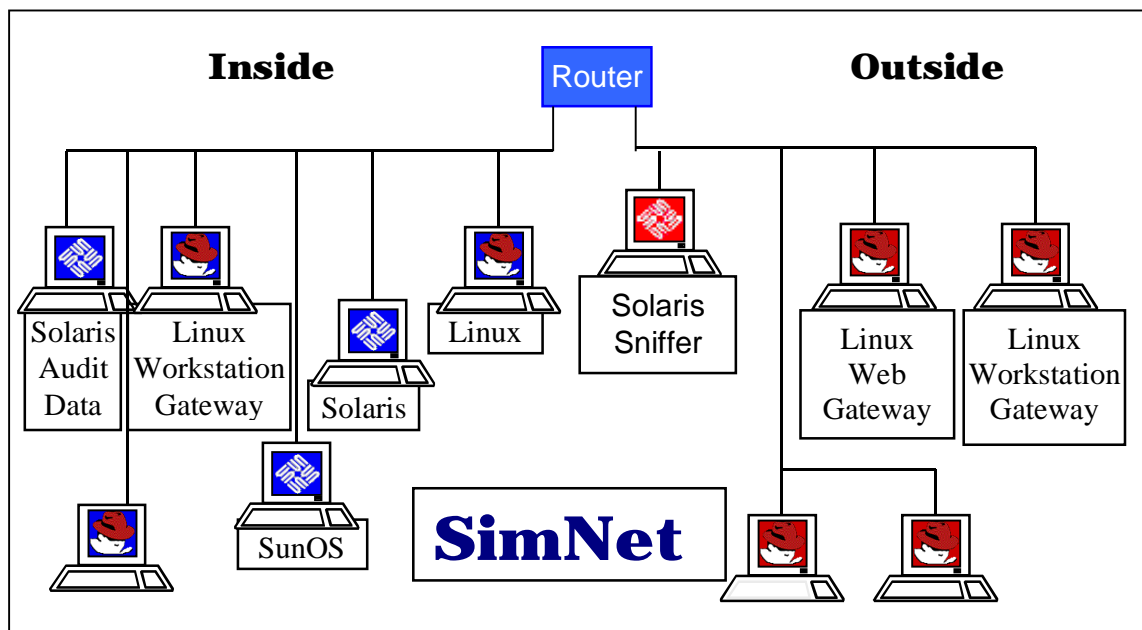 Inside
Router
Outside
Solaris
Audit
Data
Linux
Workstation
Gateway
Solaris
Linux
Solaris
Sniffer
Linux
Web
Gateway
Linux
Workstation
Gateway
SunOS
SimNet